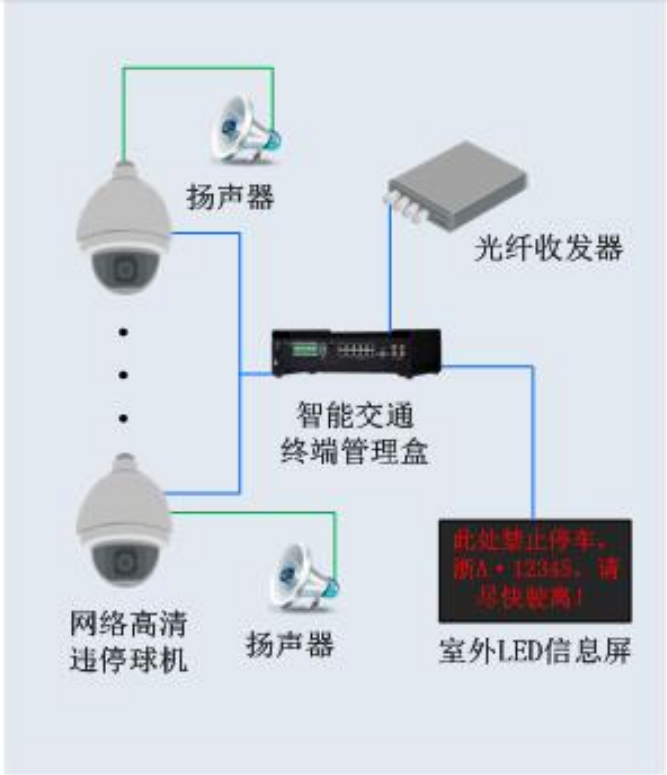 扬声器
光纤收发器
智能交通
终端管理盒
此处禁止停车，
浙A·12345，请
尽快驶离！
网络高清
违停球机
扬声器
室外LED信息屏